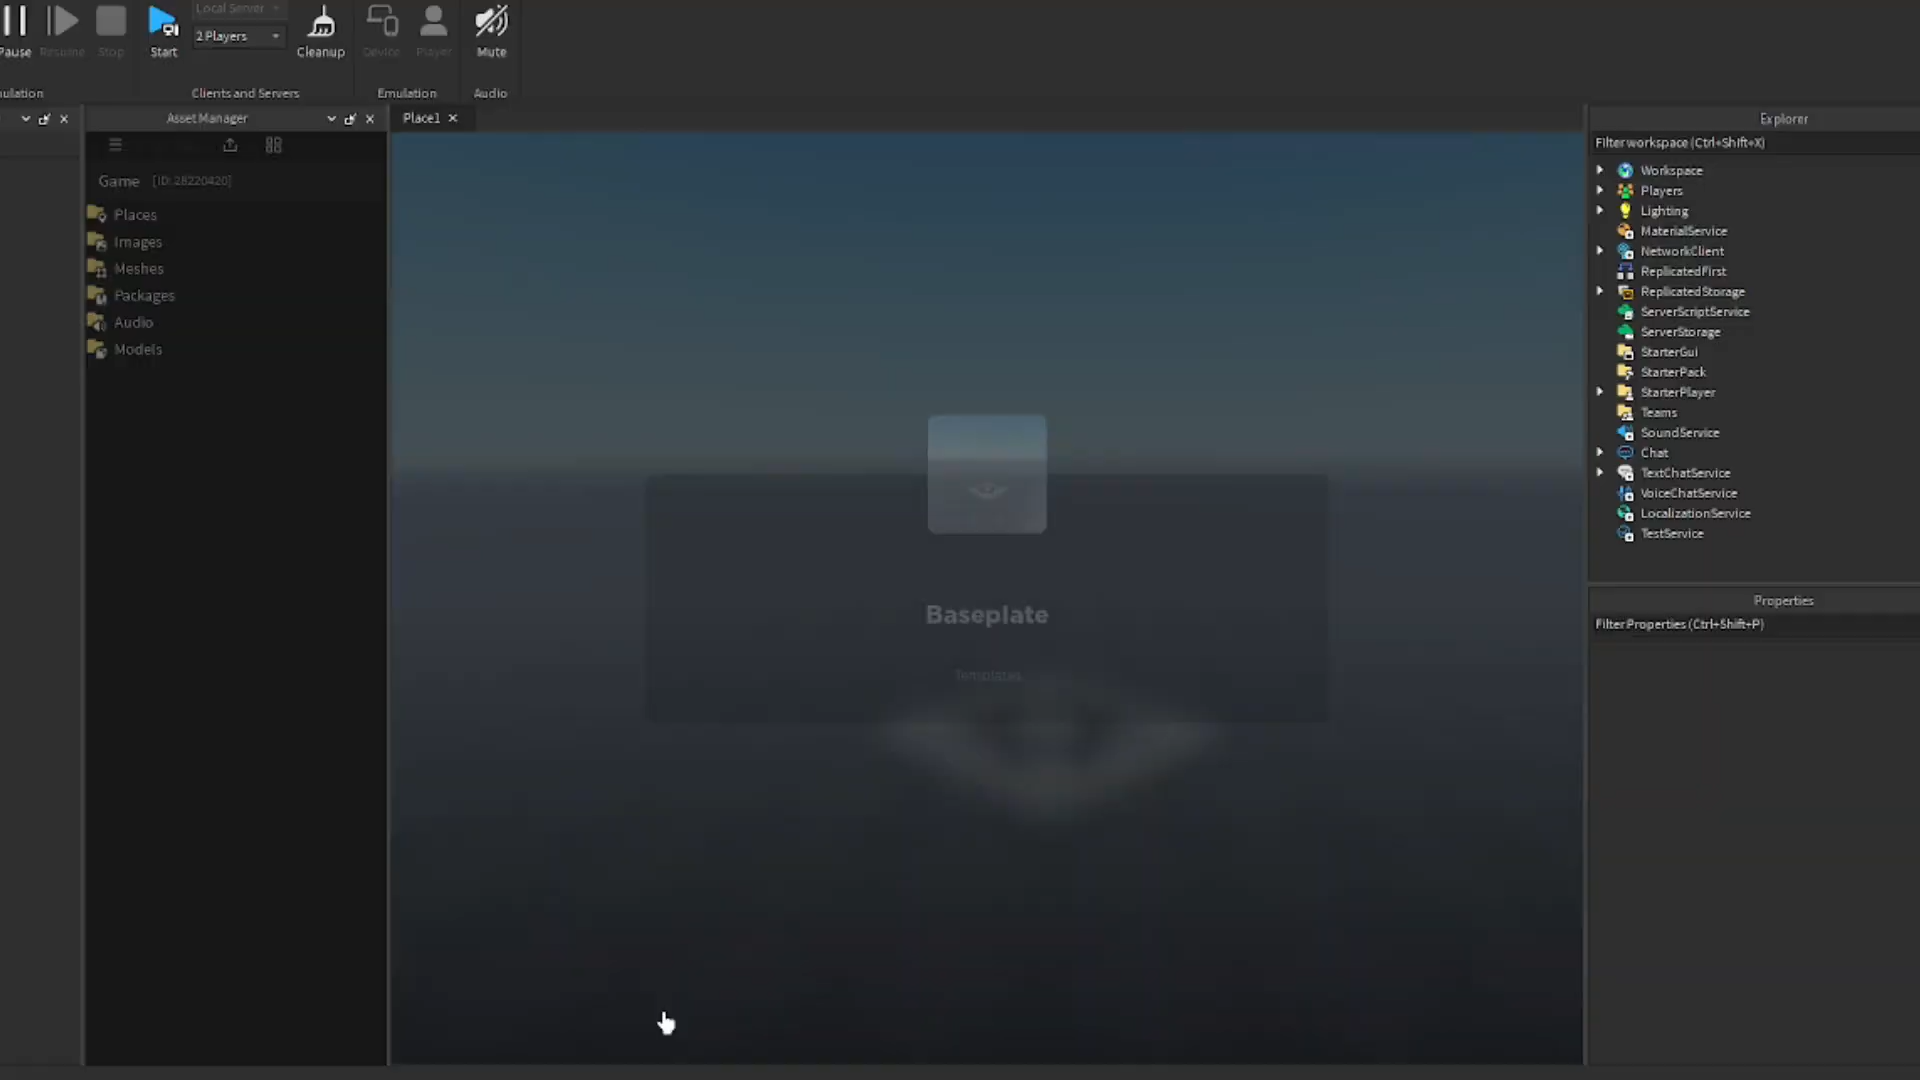 Local Server
Pause
Resume
Stop
Start
2 Players
Cleanup
Device
Player
Mute
Clients and Servers
Emulation
Audio
Asset Manager
Place1
Explorer
Filter workspace (Ctrl+Shift+X)
Game [ID: 28220420]
Places
Images
Meshes
Packages
Audio
Models
Baseplate
Templates
Workspace
Players
Lighting
MaterialService
NetworkClient
ReplicatedFirst
ReplicatedStorage
ServerScriptService
ServerStorage
StarterGui
StarterPack
StarterPlayer
Teams
SoundService
Chat
TextChatService
VoiceChatService
LocalizationService
TestService
Properties
Filter Properties (Ctrl+Shift+P)